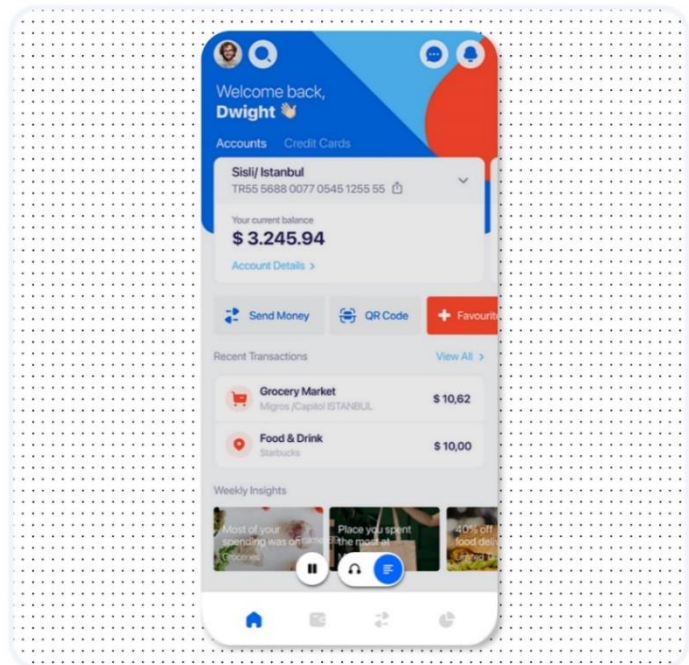 Welcome back,
Dwight 👋🏻
Accounts Credit Cards
Sisli/ Istanbul
TR55 5688 0077 0545 1255 55
Your current balance
$ 3.245.94
Account Details >
Send Money QR Code + Favourite
Recent Transactions View All >
Grocery Market
Migros /Capitol ISTANBUL
$ 10,62
Food & Drink
Starbucks
$ 10,00
Weekly Insights
Most of your
spending was on
Groceries
Place you spent
the most at
40% off
food